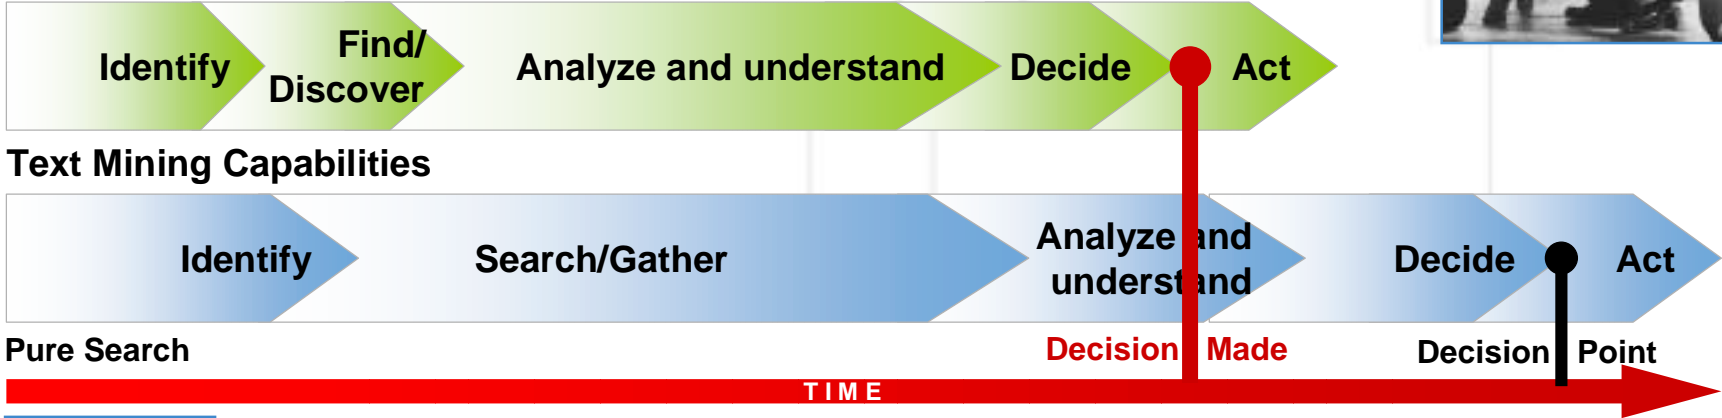 Identify
Find/
Discover
Analyze and understand
Decide
Act
Text Mining Capabilities
Identify
Search/Gather
Analyze and
understand
Decide
Act
Pure Search
Decision Made
Decision Point
TIME